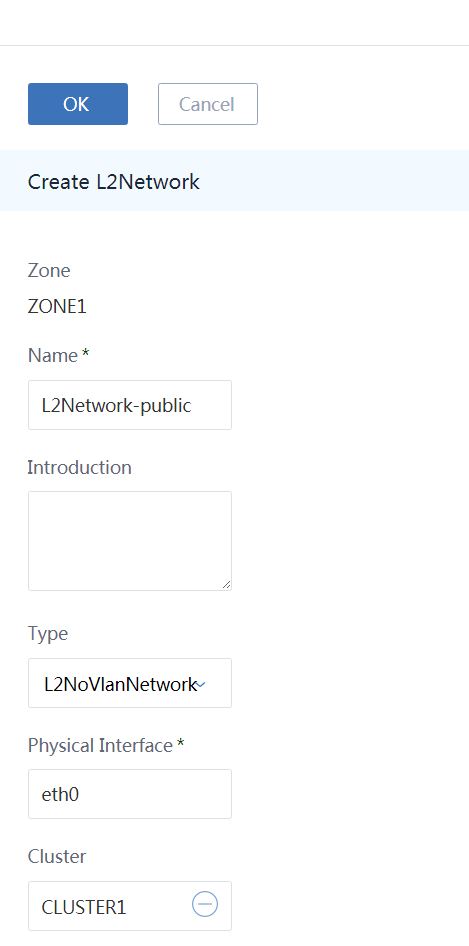 OK Cancel
Create L2Network
Zone
ZONE1
Name *
L2Network-public
Introduction
Type
L2NoVlanNetwork
Physical Interface *
eth0
Cluster
CLUSTER1